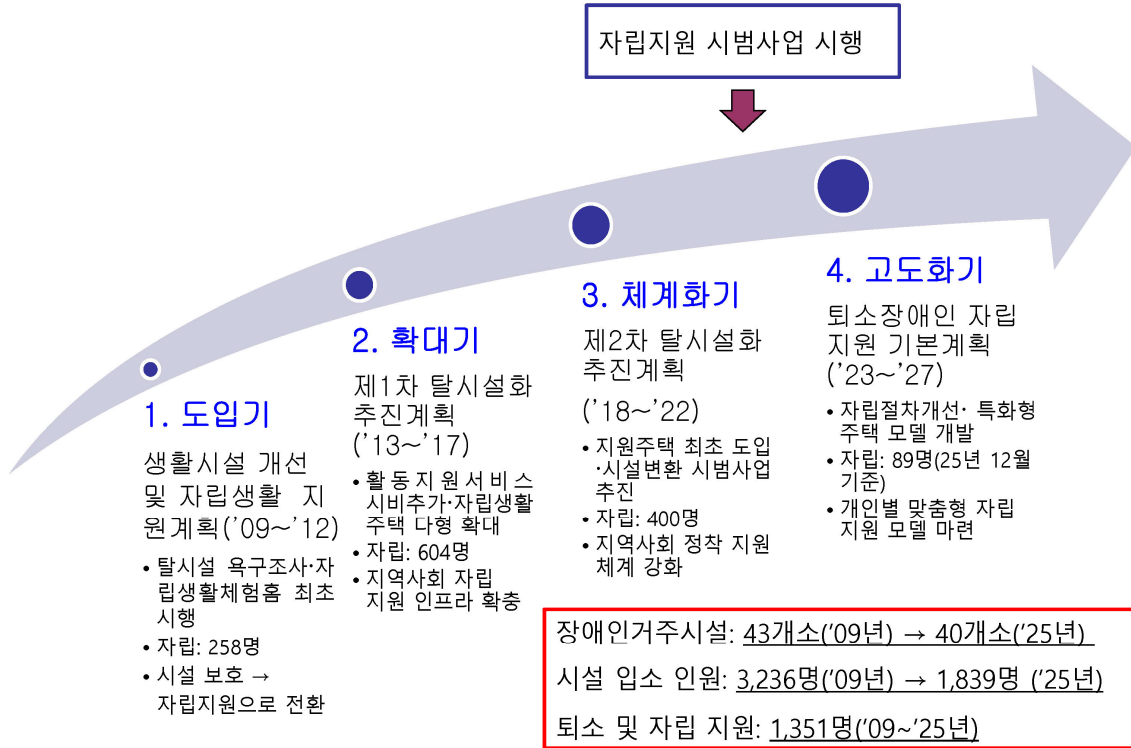 자립지원 시범사업 시행
1. 도입기
생활시설 개선
및 자립생활 지
원계획('09~'12)
• 탈시설 욕구조사·자
립생활체험홈 최초
시행
• 자립: 258명
• 시설 보호 →
자립지원으로 전환
2. 확대기
제1차 탈시설화
추진계획
('13~'17)
• 활동지원서비스
시비추가·자립생활
주택 다형 확대
• 자립: 604명
• 지역사회 자립
지원 인프라 확충
3. 체계화기
제2차 탈시설화
추진계획
('18~'22)
• 지원주택 최초 도입
·시설변환 시범사업
추진
• 자립: 400명
• 지역사회 정착 지원
체계 강화
4. 고도화기
퇴소장애인 자립
지원 기본계획
('23~'27)
• 자립절차개선· 특화형
주택 모델 개발
• 자립: 89명(25년 12월
기준)
• 개인별 맞춤형 자립
지원 모델 마련
장애인거주시설: 43개소('09년) → 40개소('25년)
시설 입소 인원: 3,236명('09년) → 1,839명 ('25년)
퇴소 및 자립 지원: 1,351명('09~'25년)